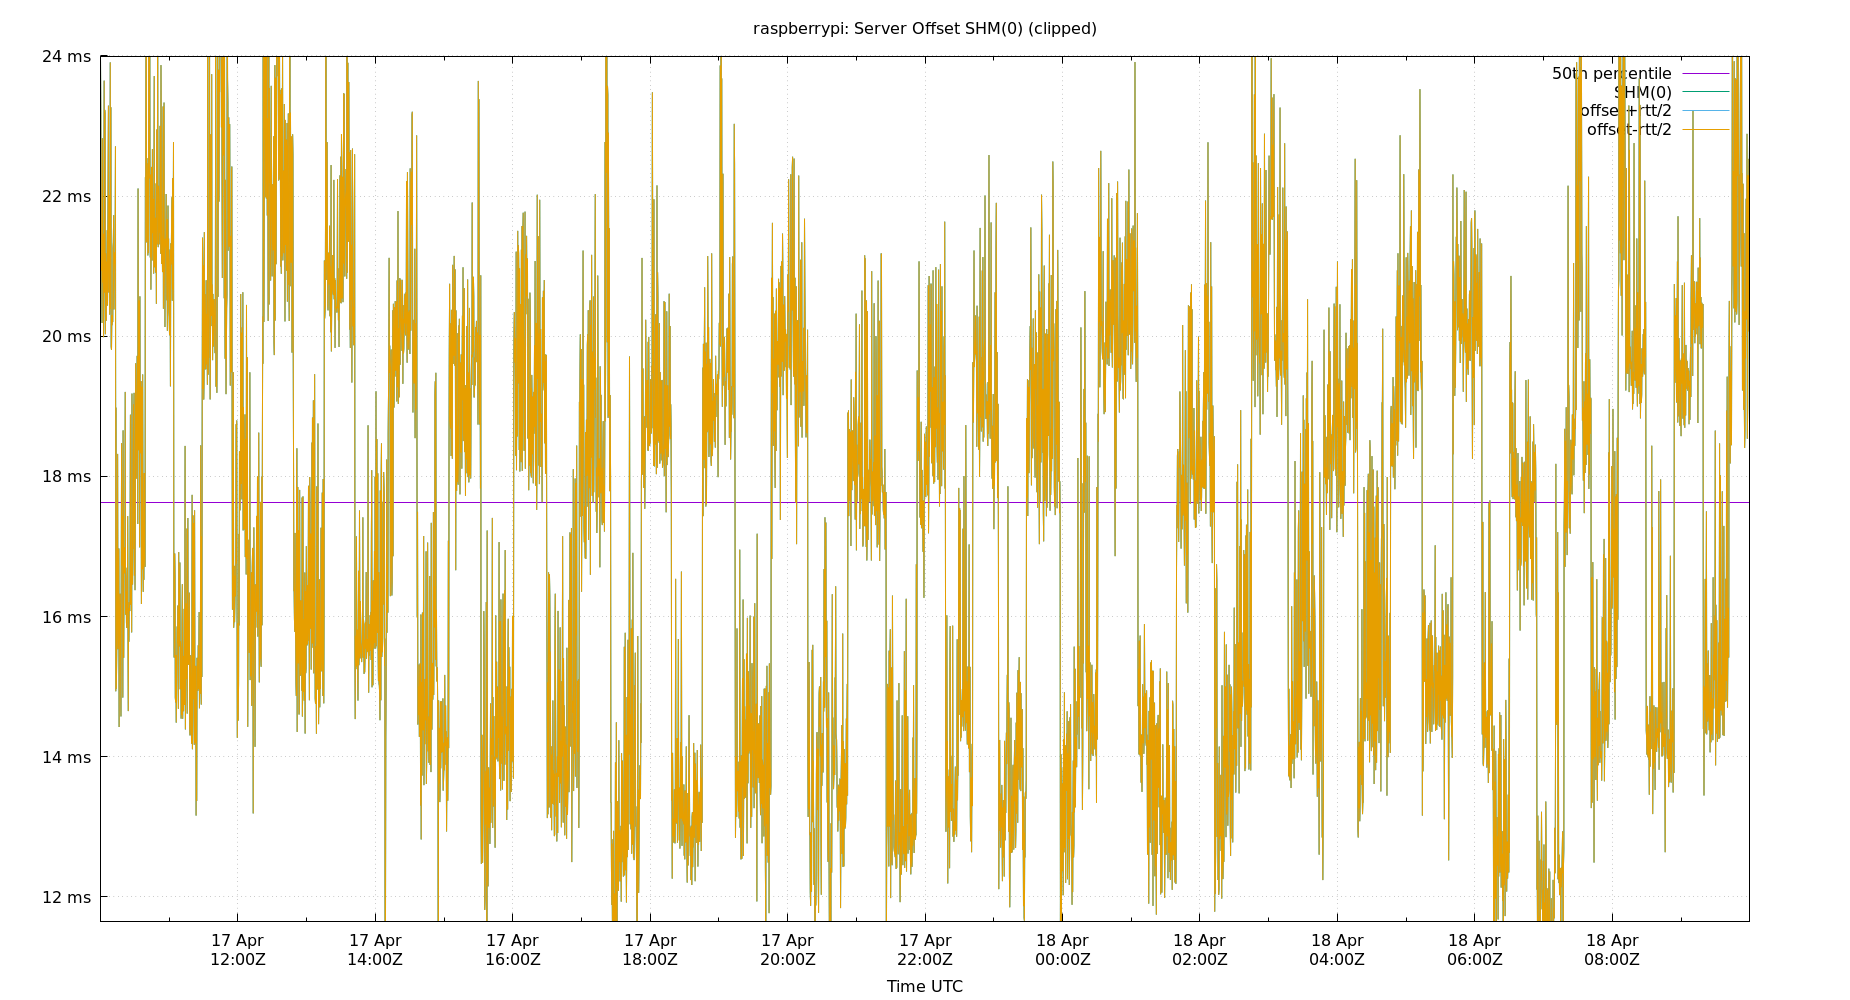 raspberrypi: Server Offset SHM(0) (clipped)
24 ms
22 ms
20 ms
18 ms
16 ms
14 ms
12 ms
50th percentile
SHM(0)
offset+rtt/2
offset-rtt/2
17 Apr 17 Apr 17 Apr 17 Apr 17 Apr 17 Apr 18 Apr 18 Apr 18 Apr 18 Apr 18 Apr
12:00Z 14:00Z 16:00Z 18:00Z 20:00Z 22:00Z 00:00Z 02:00Z 04:00Z 06:00Z 08:00Z
Time UTC